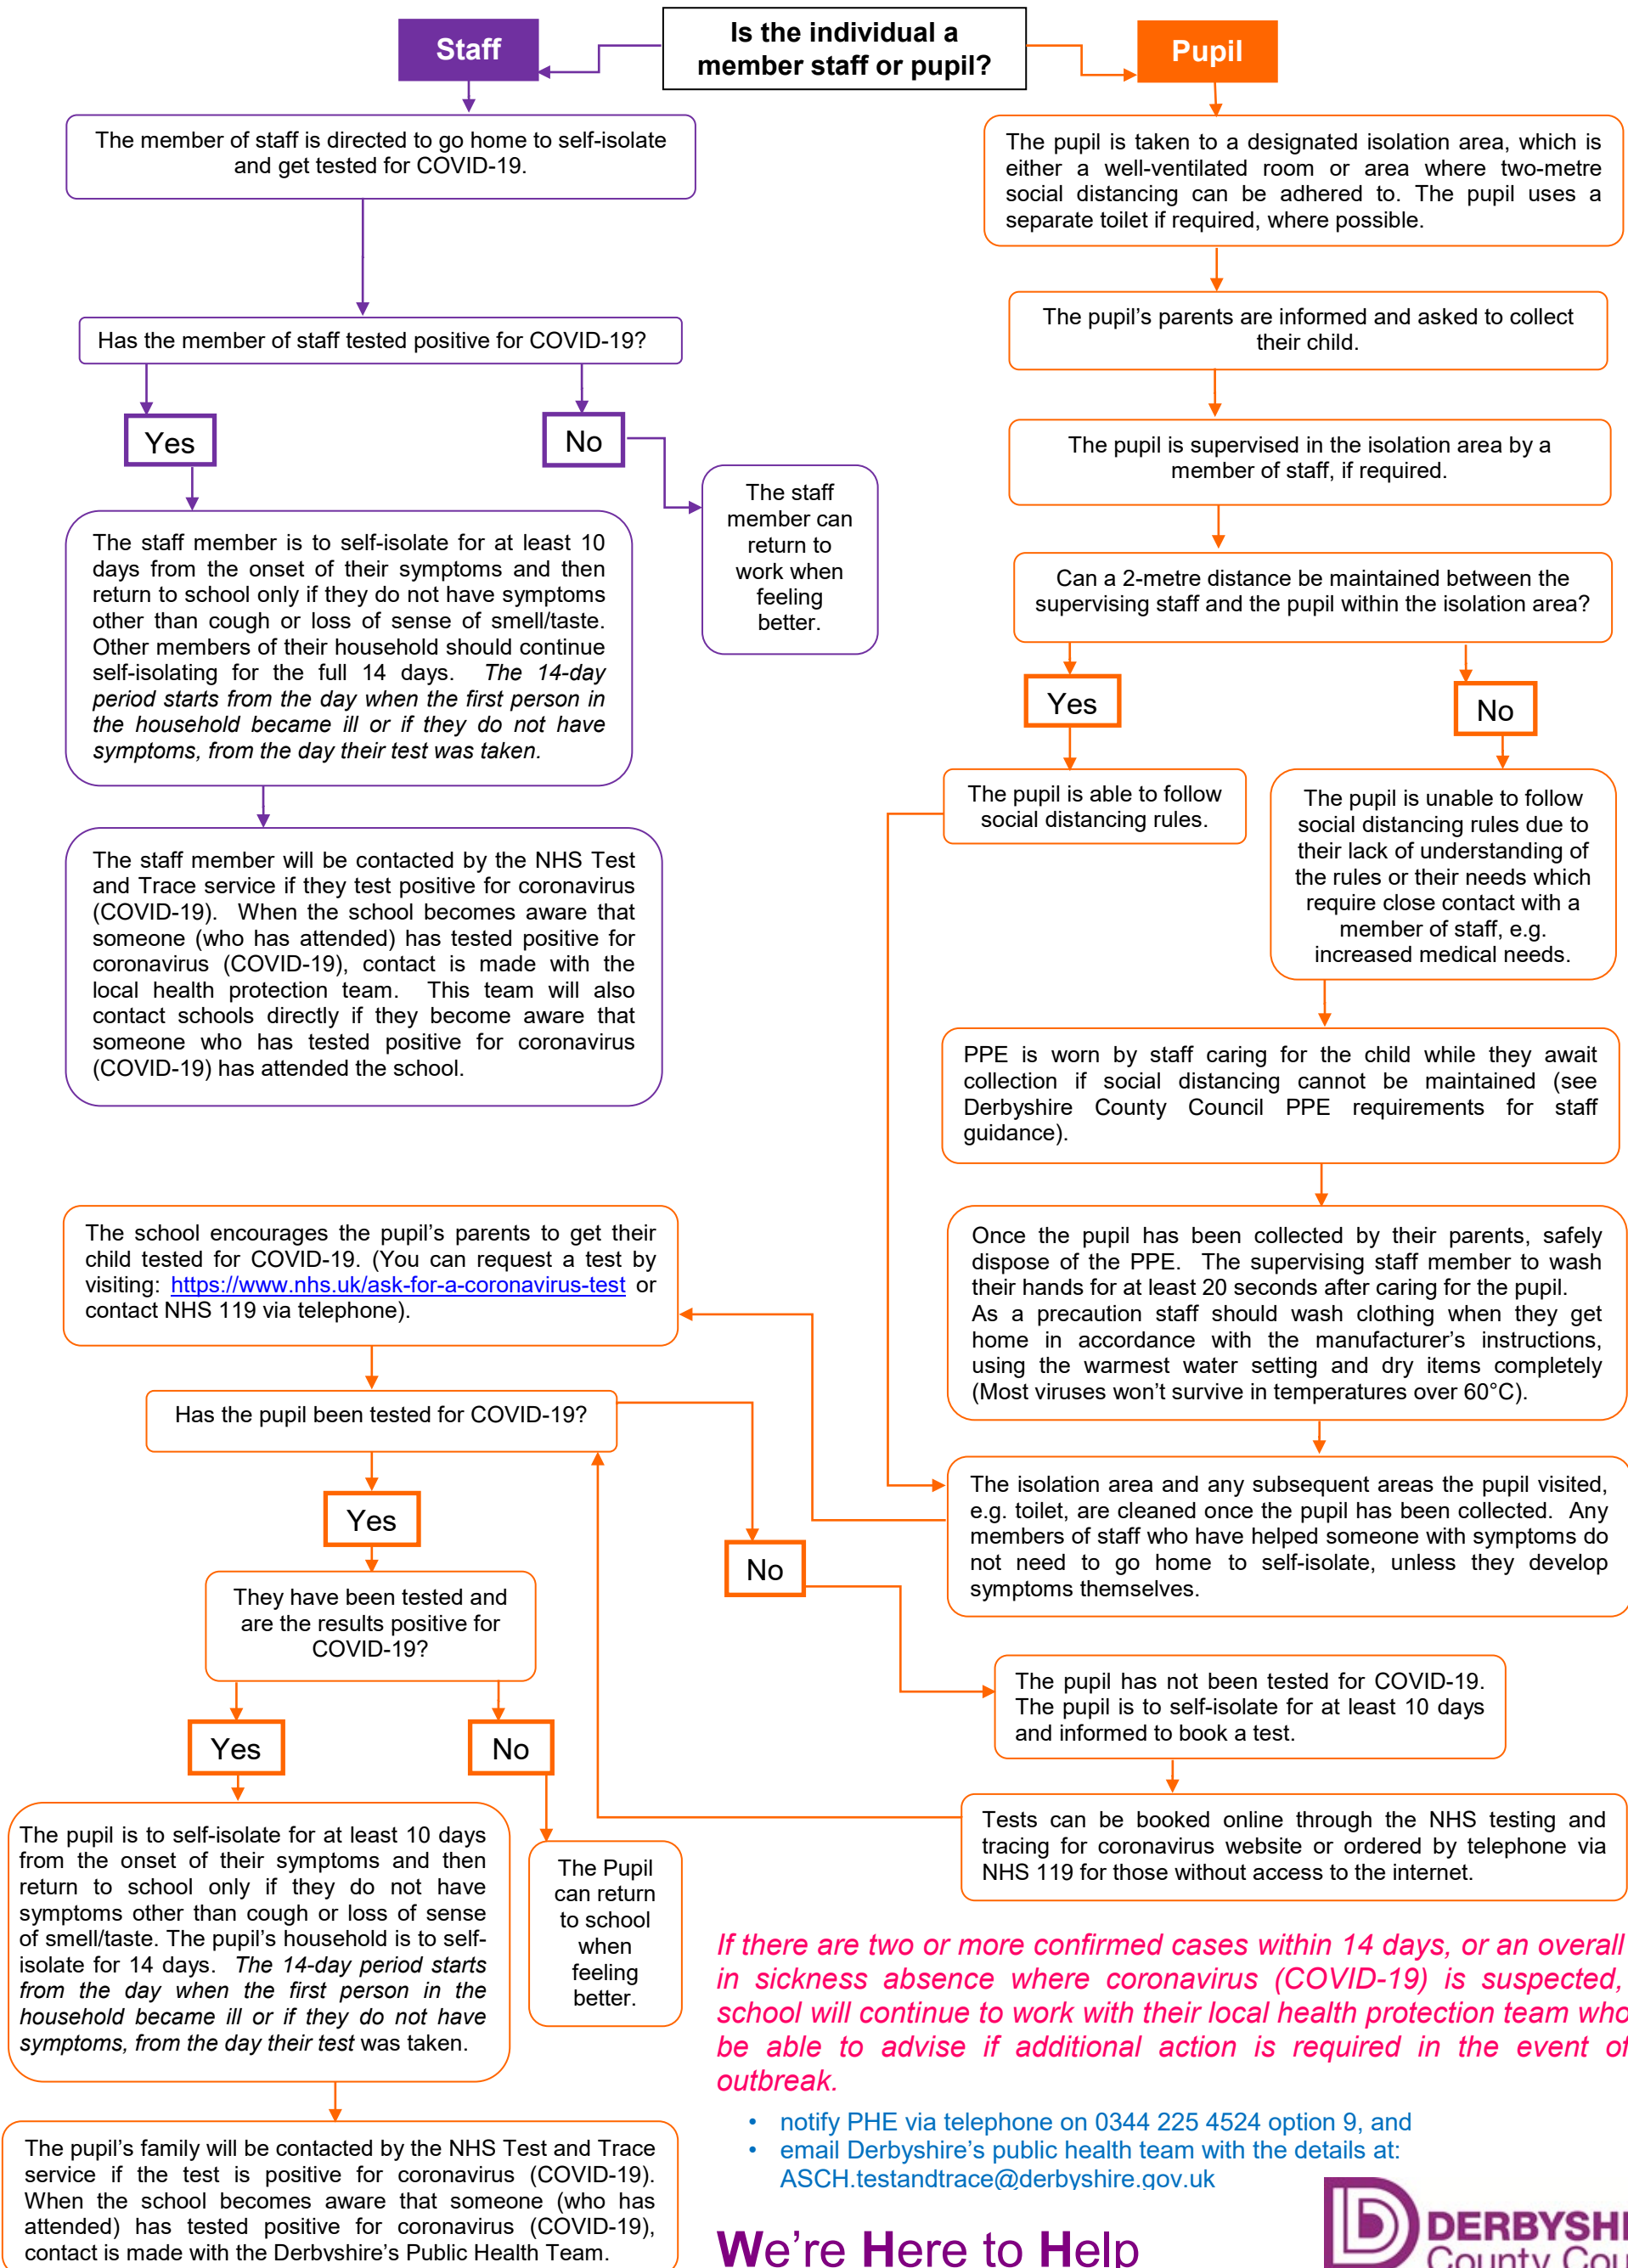 Is the individual a
member staff or pupil?
Staff
Pupil
The member of staff is directed to go home to self-isolate
and get tested for COVID-19.
Has the member of staff tested positive for COVID-19?
Yes
No
The staff
member can
return to
work when
feeling
better.
The staff member is to self-isolate for at least 10
days from the onset of their symptoms and then
return to school only if they do not have symptoms
other than cough or loss of sense of smell/taste.
Other members of their household should continue
self-isolating for the full 14 days. The 14-day
period starts from the day when the first person in
the household became ill or if they do not have
symptoms, from the day their test was taken.
The staff member will be contacted by the NHS Test
and Trace service if they test positive for coronavirus
(COVID-19). When the school becomes aware that
someone (who has attended) has tested positive for
coronavirus (COVID-19), contact is made with the
local health protection team. This team will also
contact schools directly if they become aware that
someone who has tested positive for coronavirus
(COVID-19) has attended the school.
The pupil is taken to a designated isolation area, which is
either a well-ventilated room or area where two-metre
social distancing can be adhered to. The pupil uses a
separate toilet if required, where possible.
The pupil's parents are informed and asked to collect
their child.
The pupil is supervised in the isolation area by a
member of staff, if required.
Can a 2-metre distance be maintained between the
supervising staff and the pupil within the isolation area?
Yes
No
The pupil is able to follow
social distancing rules.
The pupil is unable to follow
social distancing rules due to
their lack of understanding of
the rules or their needs which
require close contact with a
member of staff, e.g.
increased medical needs.
PPE is worn by staff caring for the child while they await
collection if social distancing cannot be maintained (see
Derbyshire County Council PPE requirements for staff
guidance).
Once the pupil has been collected by their parents, safely
dispose of the PPE. The supervising staff member to wash
their hands for at least 20 seconds after caring for the pupil.
As a precaution staff should wash clothing when they get
home in accordance with the manufacturer's instructions,
using the warmest water setting and dry items completely
(Most viruses won't survive in temperatures over 60°C).
The isolation area and any subsequent areas the pupil visited,
e.g. toilet, are cleaned once the pupil has been collected. Any
members of staff who have helped someone with symptoms do
not need to go home to self-isolate, unless they develop
symptoms themselves.
The school encourages the pupil's parents to get their
child tested for COVID-19. (You can request a test by
visiting: https://www.nhs.uk/ask-for-a-coronavirus-test or
contact NHS 119 via telephone).
Has the pupil been tested for COVID-19?
Yes
No
They have been tested and
are the results positive for
COVID-19?
The pupil has not been tested for COVID-19.
The pupil is to self-isolate for at least 10 days
and informed to book a test.
Tests can be booked online through the NHS testing and
tracing for coronavirus website or ordered by telephone via
NHS 119 for those without access to the internet.
Yes
No
The pupil is to self-isolate for at least 10 days
from the onset of their symptoms and then
return to school only if they do not have
symptoms other than cough or loss of sense
of smell/taste. The pupil's household is to self-
isolate for 14 days. The 14-day period starts
from the day when the first person in the
household became ill or if they do not have
symptoms, from the day their test was taken.
The Pupil
can return
to school
when
feeling
better.
The pupil's family will be contacted by the NHS Test and Trace
service if the test is positive for coronavirus (COVID-19).
When the school becomes aware that someone (who has
attended) has tested positive for coronavirus (COVID-19),
contact is made with the Derbyshire's Public Health Team.
If there are two or more confirmed cases within 14 days, or an overall
in sickness absence where coronavirus (COVID-19) is suspected,
school will continue to work with their local health protection team who
be able to advise if additional action is required in the event of
outbreak.
• notify PHE via telephone on 0344 225 4524 option 9, and
• email Derbyshire's public health team with the details at:
ASCH.testandtrace@derbyshire.gov.uk
We're Here to Help
DERBYSHI
County Cou